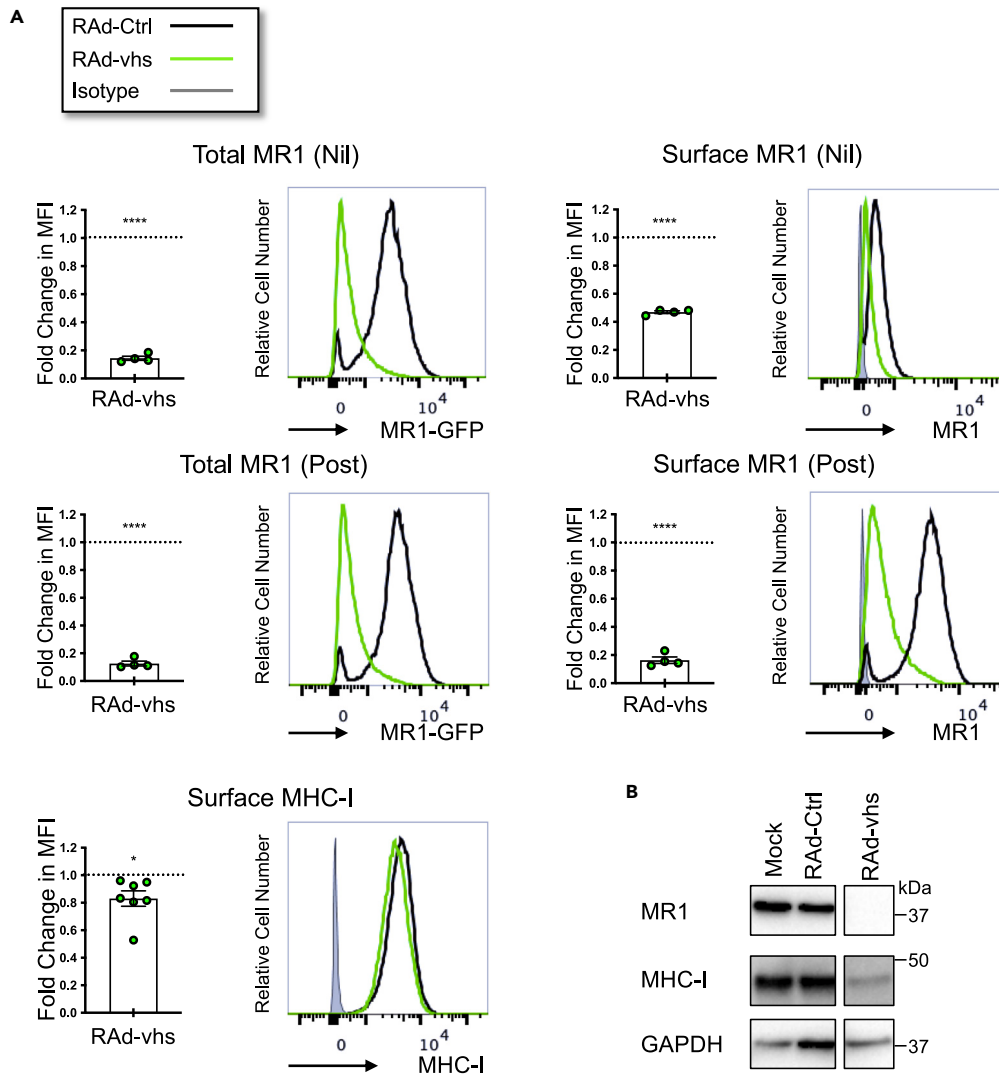 A
RAd-Ctrl
RAd-vhs
Isotype
Total MR1 (Nil)
Fold Change in MFI
1.2
1.0
0.8
0.6
0.4
0.2
0.0
****
RAd-vhs
Relative Cell Number
0
10^4
MR1-GFP
Surface MR1 (Nil)
Fold Change in MFI
1.2
1.0
0.8
0.6
0.4
0.2
0.0
****
RAd-vhs
Relative Cell Number
0
10^4
MR1
Total MR1 (Post)
Fold Change in MFI
1.2
1.0
0.8
0.6
0.4
0.2
0.0
****
RAd-vhs
Relative Cell Number
0
10^4
MR1-GFP
Surface MR1 (Post)
Fold Change in MFI
1.2
1.0
0.8
0.6
0.4
0.2
0.0
****
RAd-vhs
Relative Cell Number
0
10^4
MR1
Surface MHC-I
Fold Change in MFI
1.2
1.0
0.8
0.6
0.4
0.2
0.0
*
RAd-vhs
Relative Cell Number
0
10^4
MHC-I
B
Mock
RAd-Ctrl
RAd-vhs
kDa
MR1
37
50
MHC-I
GAPDH
37